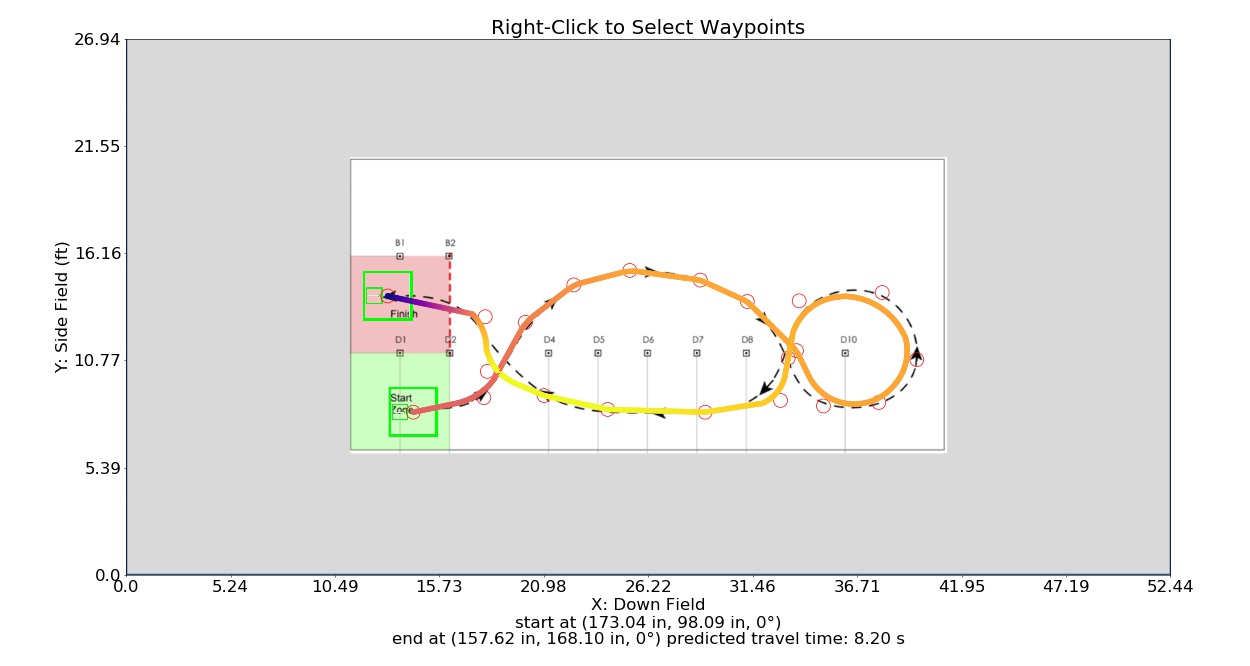 Right-Click to Select Waypoints
26.94
21.55
16.16
10.77
5.39
0.0
Y: Side Field (ft)
B1 B2
Finish
D1 D2 D4 D5 D6 D7 D8 D10
Start
Zone
0.0 5.24 10.49 15.73 20.98 26.22 31.46 36.71 41.95 47.19 52.44
X: Down Field
start at (173.04 in, 98.09 in, 0°)
end at (157.62 in, 168.10 in, 0°) predicted travel time: 8.20 s